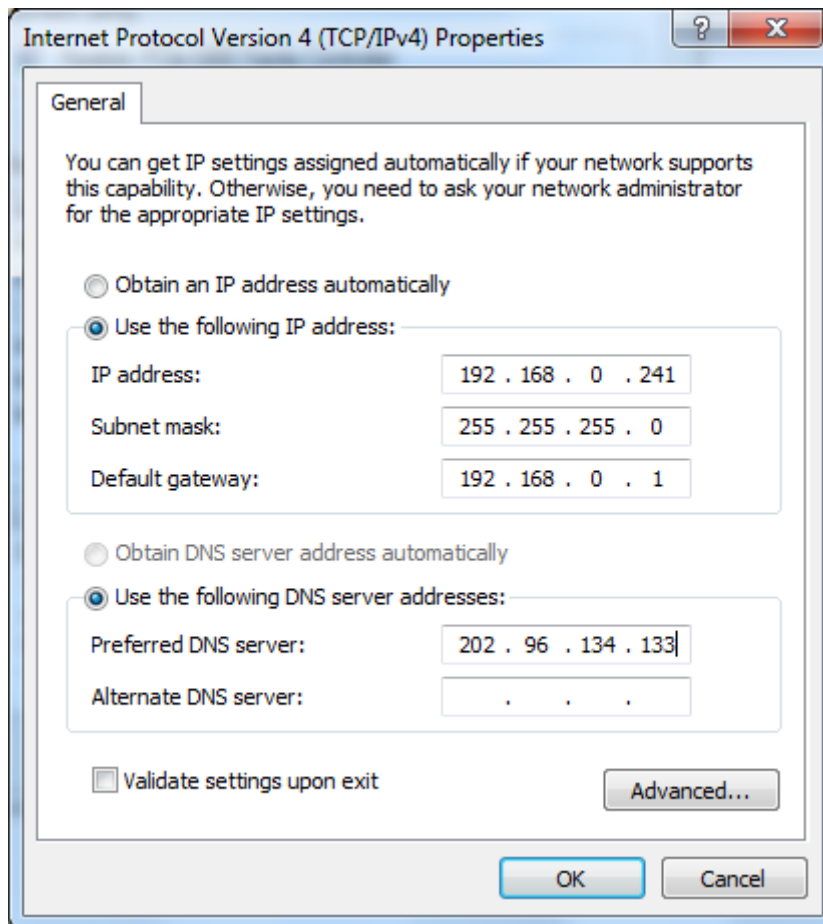 Internet Protocol Version 4 (TCP/IPv4) Properties
General
You can get IP settings assigned automatically if your network supports
this capability. Otherwise, you need to ask your network administrator
for the appropriate IP settings.
Obtain an IP address automatically
Use the following IP address:
IP address: 192 . 168 . 0 . 241
Subnet mask: 255 . 255 . 255 . 0
Default gateway: 192 . 168 . 0 . 1
Obtain DNS server address automatically
Use the following DNS server addresses:
Preferred DNS server: 202 . 96 . 134 . 133
Alternate DNS server: . . .
Validate settings upon exit
Advanced...
OK Cancel